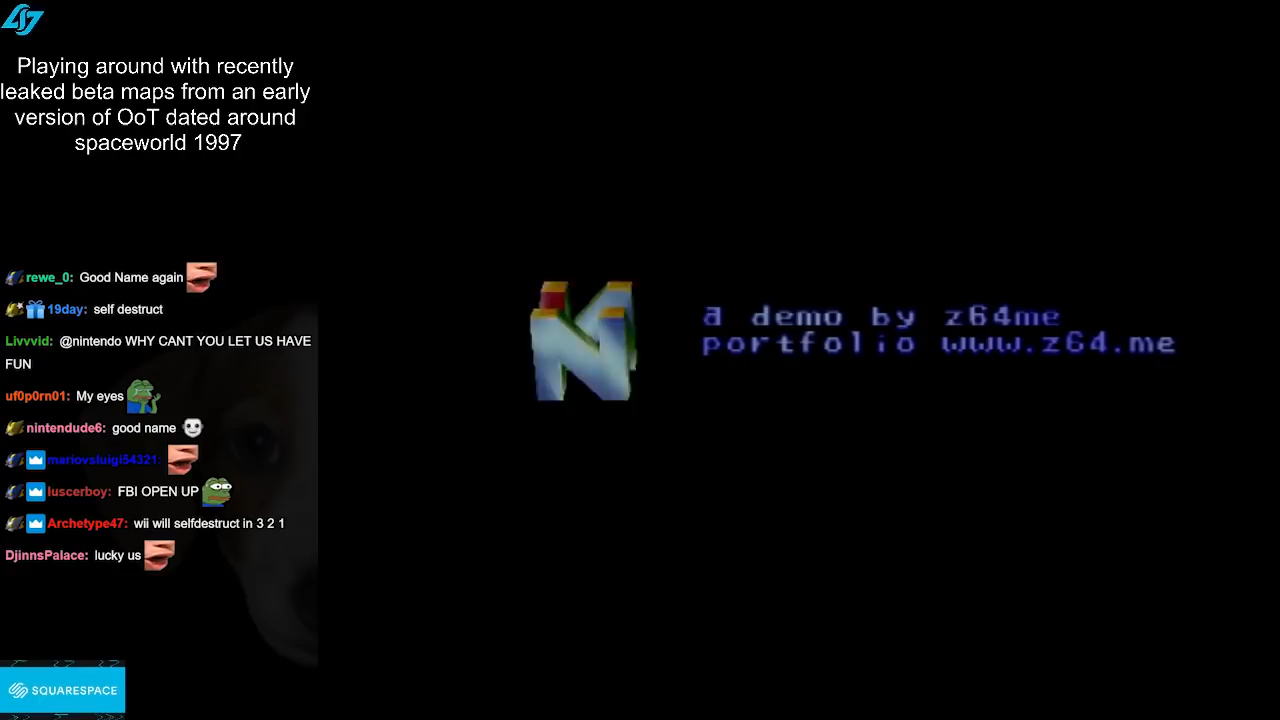 Playing around with recently
leaked beta maps from an early
version of OoT dated around
spaceworld 1997
rewe_0: Good Name again
19day: self destruct
Livvvid: @nintendo WHY CANT YOU LET US HAVE
FUN
uf0p0rn01: My eyes
nintendude6: good name
mariovsluigi54321:
luscerboy: FBI OPEN UP
Archetype47: wii will selfdestruct in 3 2 1
DjinnsPalace: lucky us
SQUARESPACE
a demo by z64me
portfolio www.z64.me